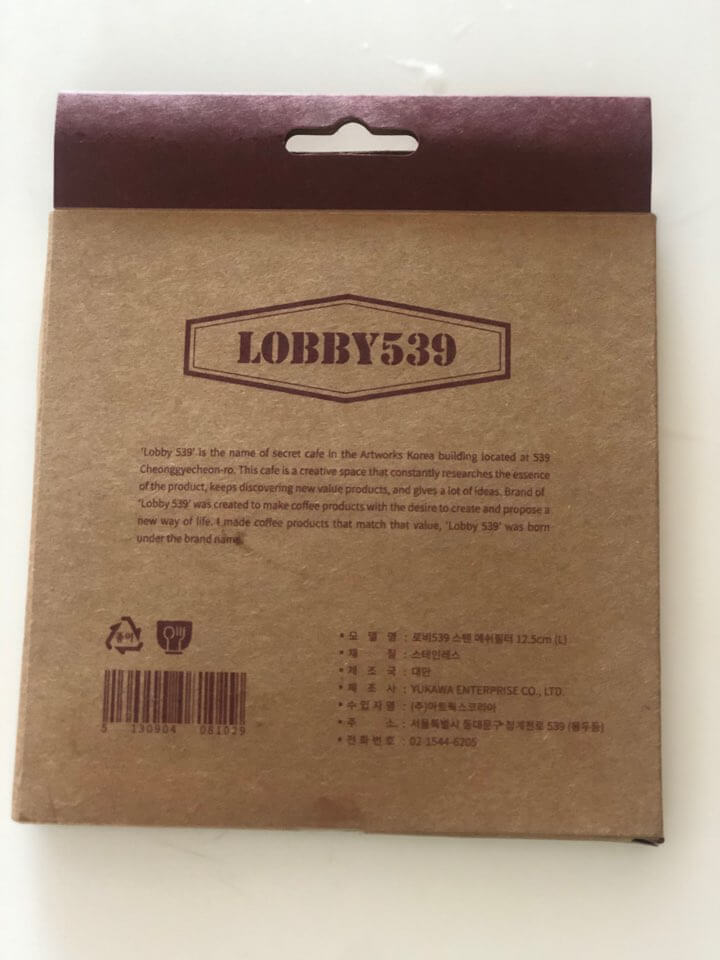 LOBBY539
'Lobby 539' is the name of secret cafe in the Artworks Korea building located at 539
Cheonggyecheon-ro. This cafe is a creative space that constantly researches the essence
of the product, keeps discovering new value products, and gives a lot of ideas. Brand of
'Lobby 539' was created to make coffee products with the desire to create and propose a
new way of life. I made coffee products that match that value, 'Lobby 539' was born
under the brand name.
종이
• 모 델 명 : 로비539 스텐 메쉬필터 12.5cm (L)
• 재 질 : 스테인레스
• 제 조 국 : 대만
• 제 조 사 : YUKAWA ENTERPRISE CO., LTD.
• 수 입 자 명 : (주)아트웍스코리아
• 주 소 : 서울특별시 동대문구 청계천로 539 (용두동)
• 전 화 번 호 : 02-1544-6205
5 130904 081029